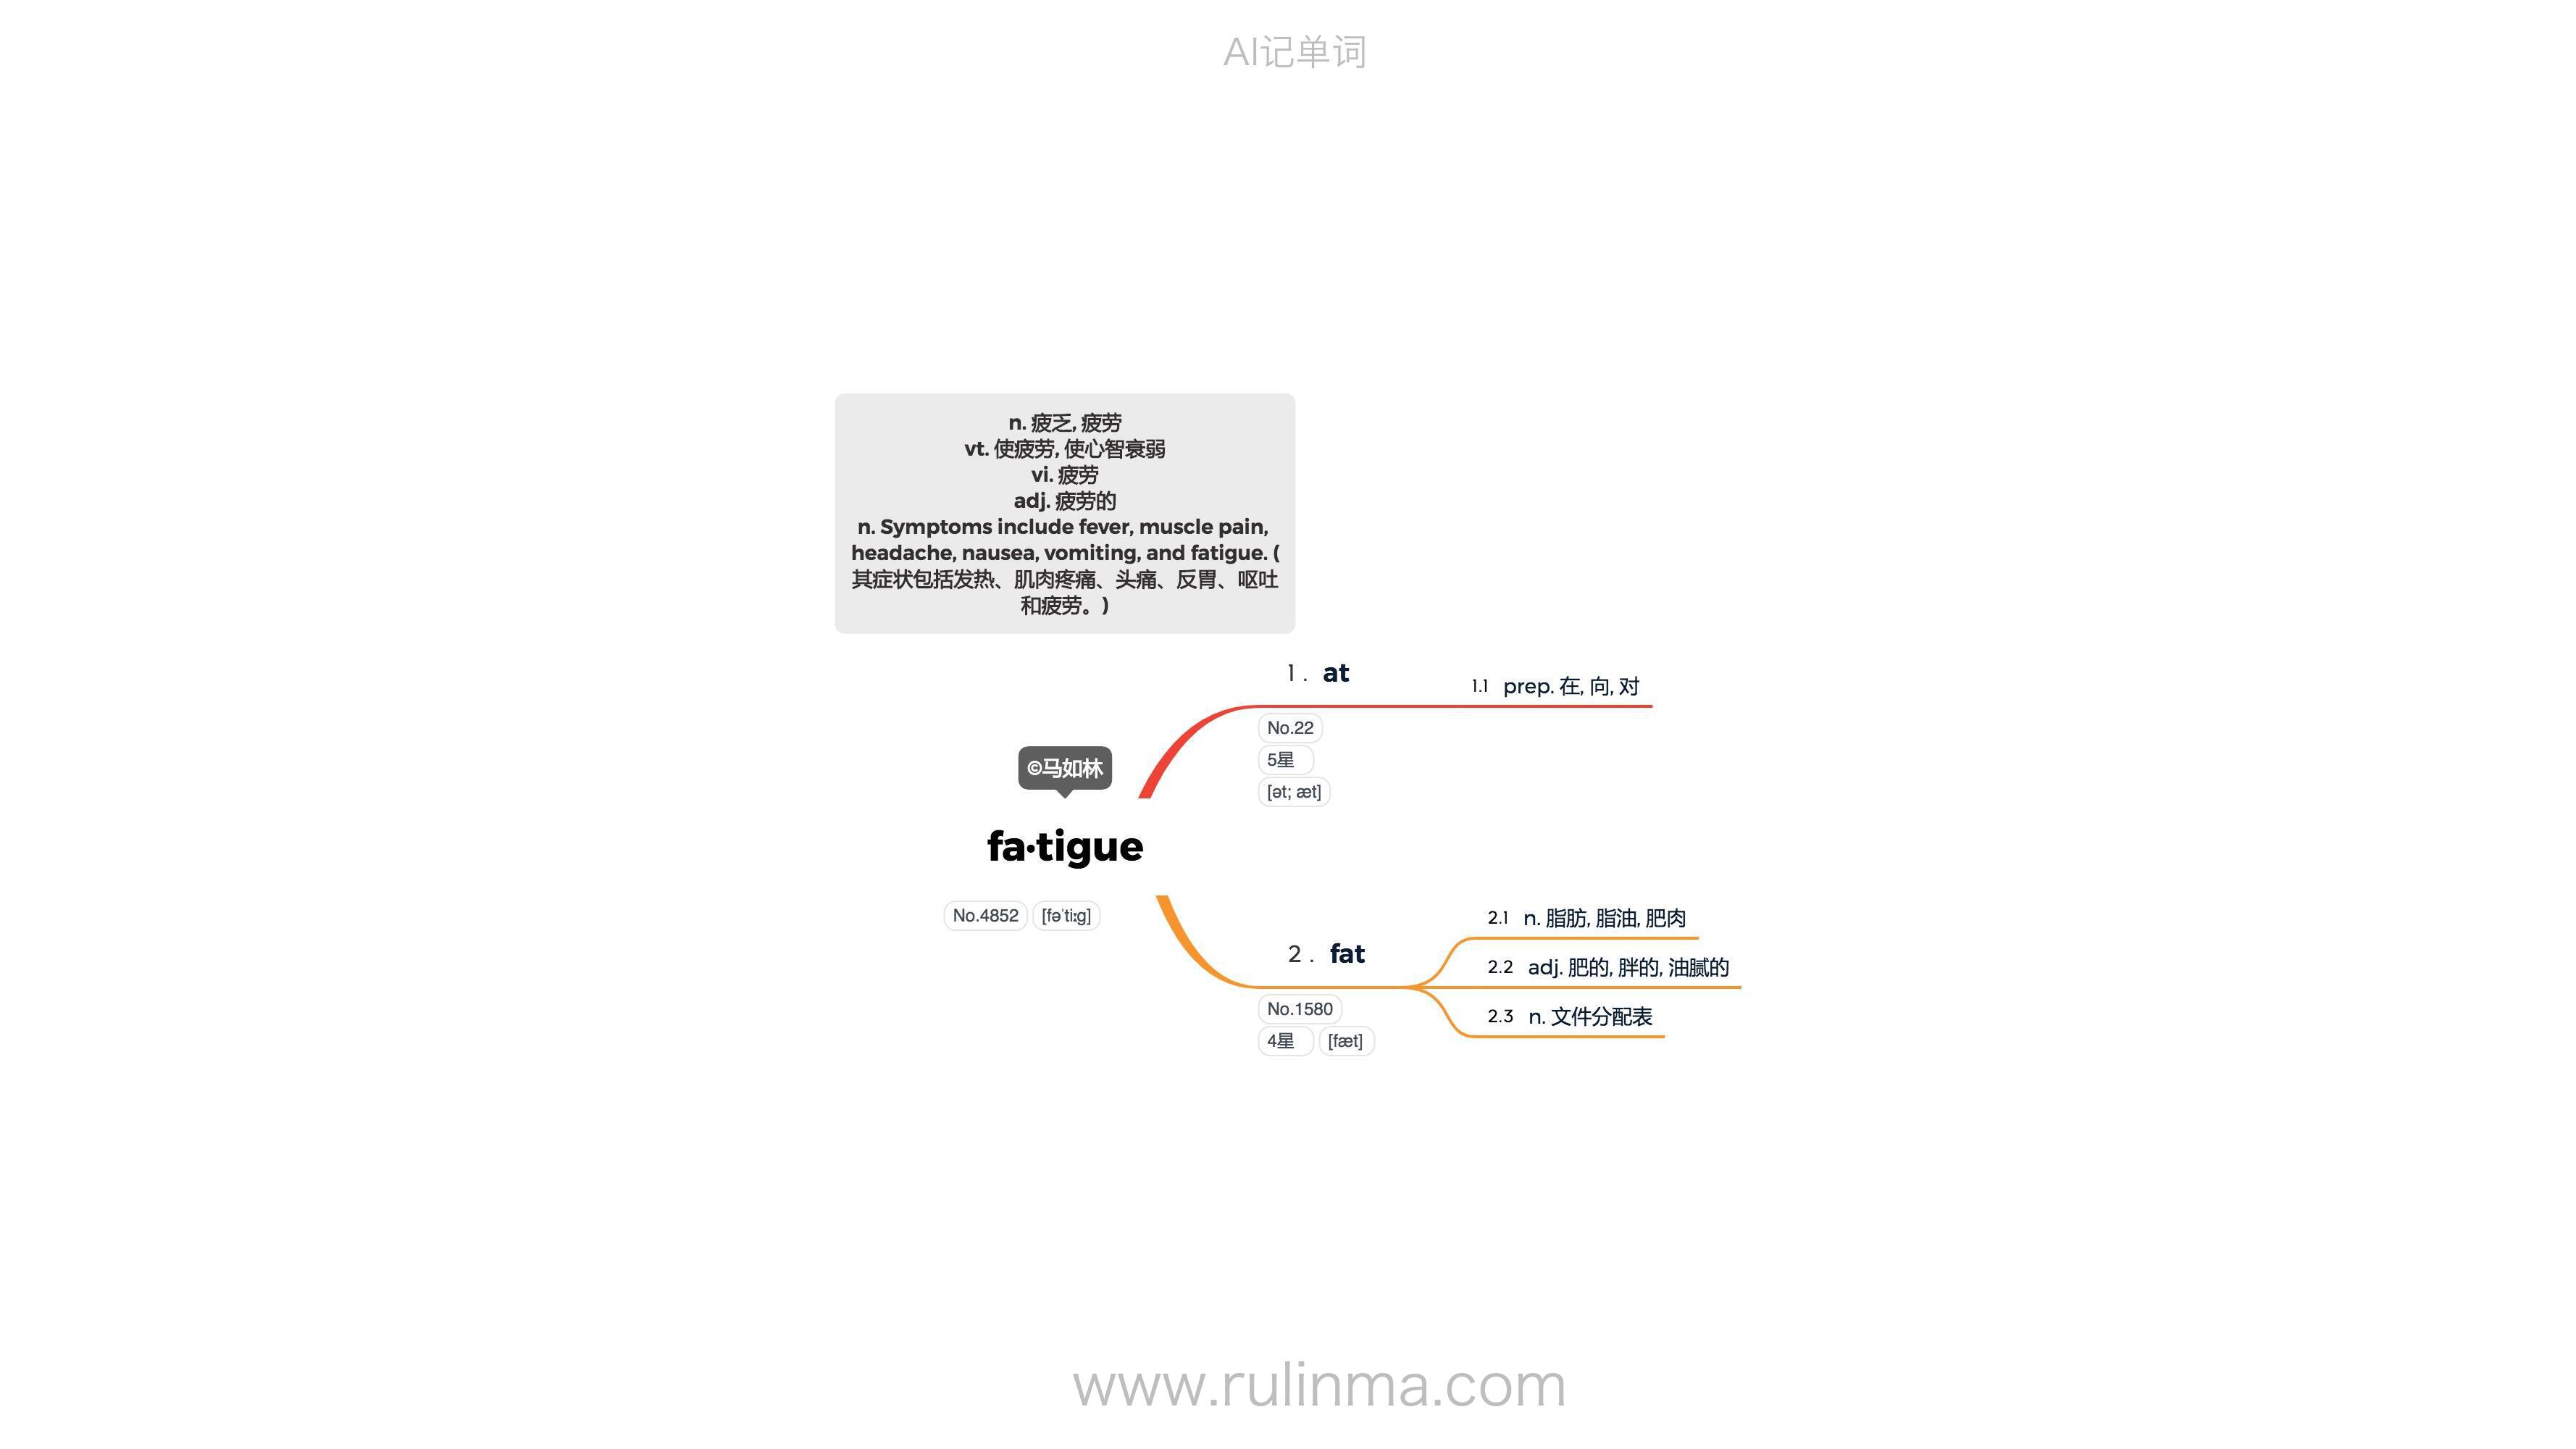 AI记单词
n. 疲乏, 疲劳
vt. 使疲劳, 使心智衰弱
vi. 疲劳
adj. 疲劳的
n. Symptoms include fever, muscle pain,
headache, nausea, vomiting, and fatigue. (
其症状包括发热、肌肉疼痛、头痛、反胃、呕吐
和疲劳。)
1. at
1.1 prep. 在, 向, 对
No.22
5星
[ət; æt]
©马如林
fa·tigue
No.4852 [fəˈtiːg]
2. fat
2.1 n. 脂肪, 脂油, 肥肉
2.2 adj. 肥的, 胖的, 油腻的
2.3 n. 文件分配表
No.1580
4星 [fæt]
www.rulinma.com